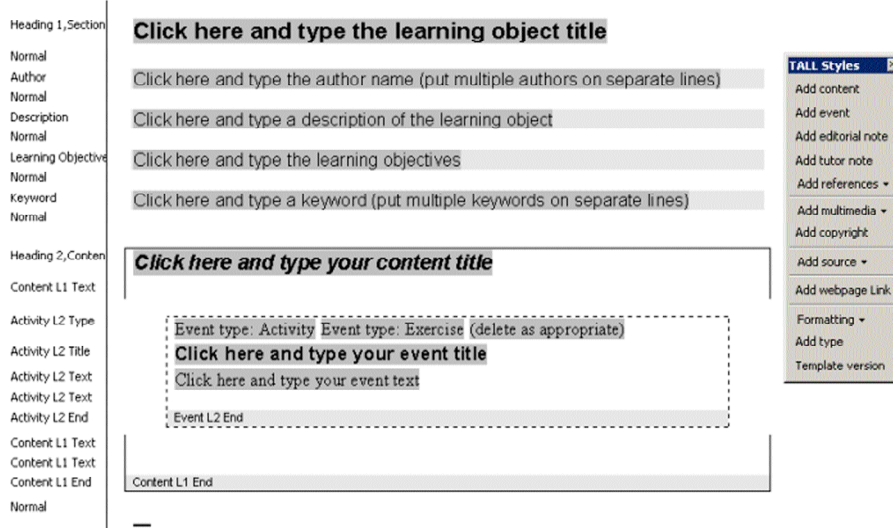 Heading 1,Section
Click here and type the learning object title
Normal
Author
Click here and type the author name (put multiple authors on separate lines)
Normal
Description
Click here and type a description of the learning object
Normal
Learning Objective
Click here and type the learning objectives
Normal
Keyword
Click here and type a keyword (put multiple keywords on separate lines)
Normal
Heading 2,Conten
Click here and type your content title
Content L1 Text
Activity L2 Type
Event type: Activity Event type: Exercise (delete as appropriate)
Activity L2 Title
Click here and type your event title
Activity L2 Text
Click here and type your event text
Activity L2 Text
Activity L2 End
Event L2 End
Content L1 Text
Content L1 Text
Content L1 End
Content L1 End
Normal
TALL Styles
Add content
Add event
Add editorial note
Add tutor note
Add references
Add multimedia
Add copyright
Add source
Add webpage Link
Formatting
Add type
Template version